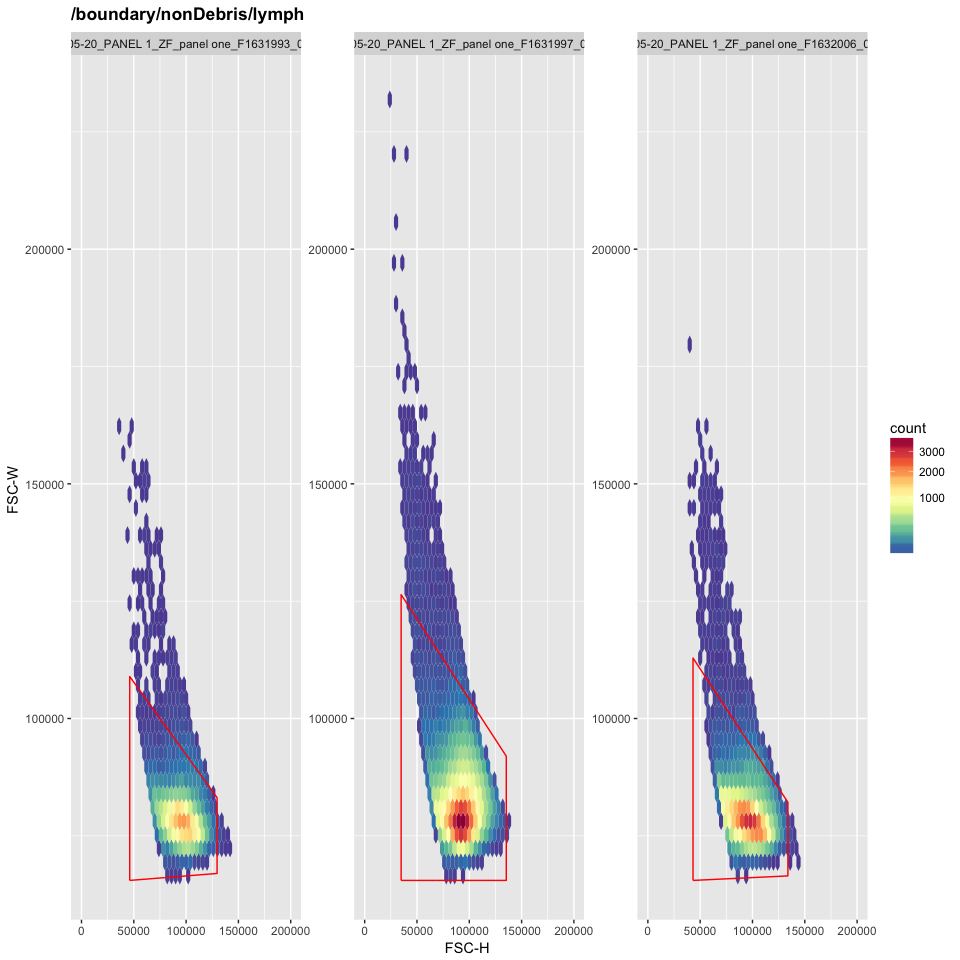 /boundary/nonDebris/lymph
05-20_PANEL 1_ZF_panel one_F1631993_0
05-20_PANEL 1_ZF_panel one_F1631997_0
05-20_PANEL 1_ZF_panel one_F1632006_0
200000
200000
200000
150000
150000
150000
100000
100000
100000
FSC-W
count
3000
2000
1000
0 50000 100000 150000 200000
0 50000 100000 150000 200000
0 50000 100000 150000 200000
FSC-H